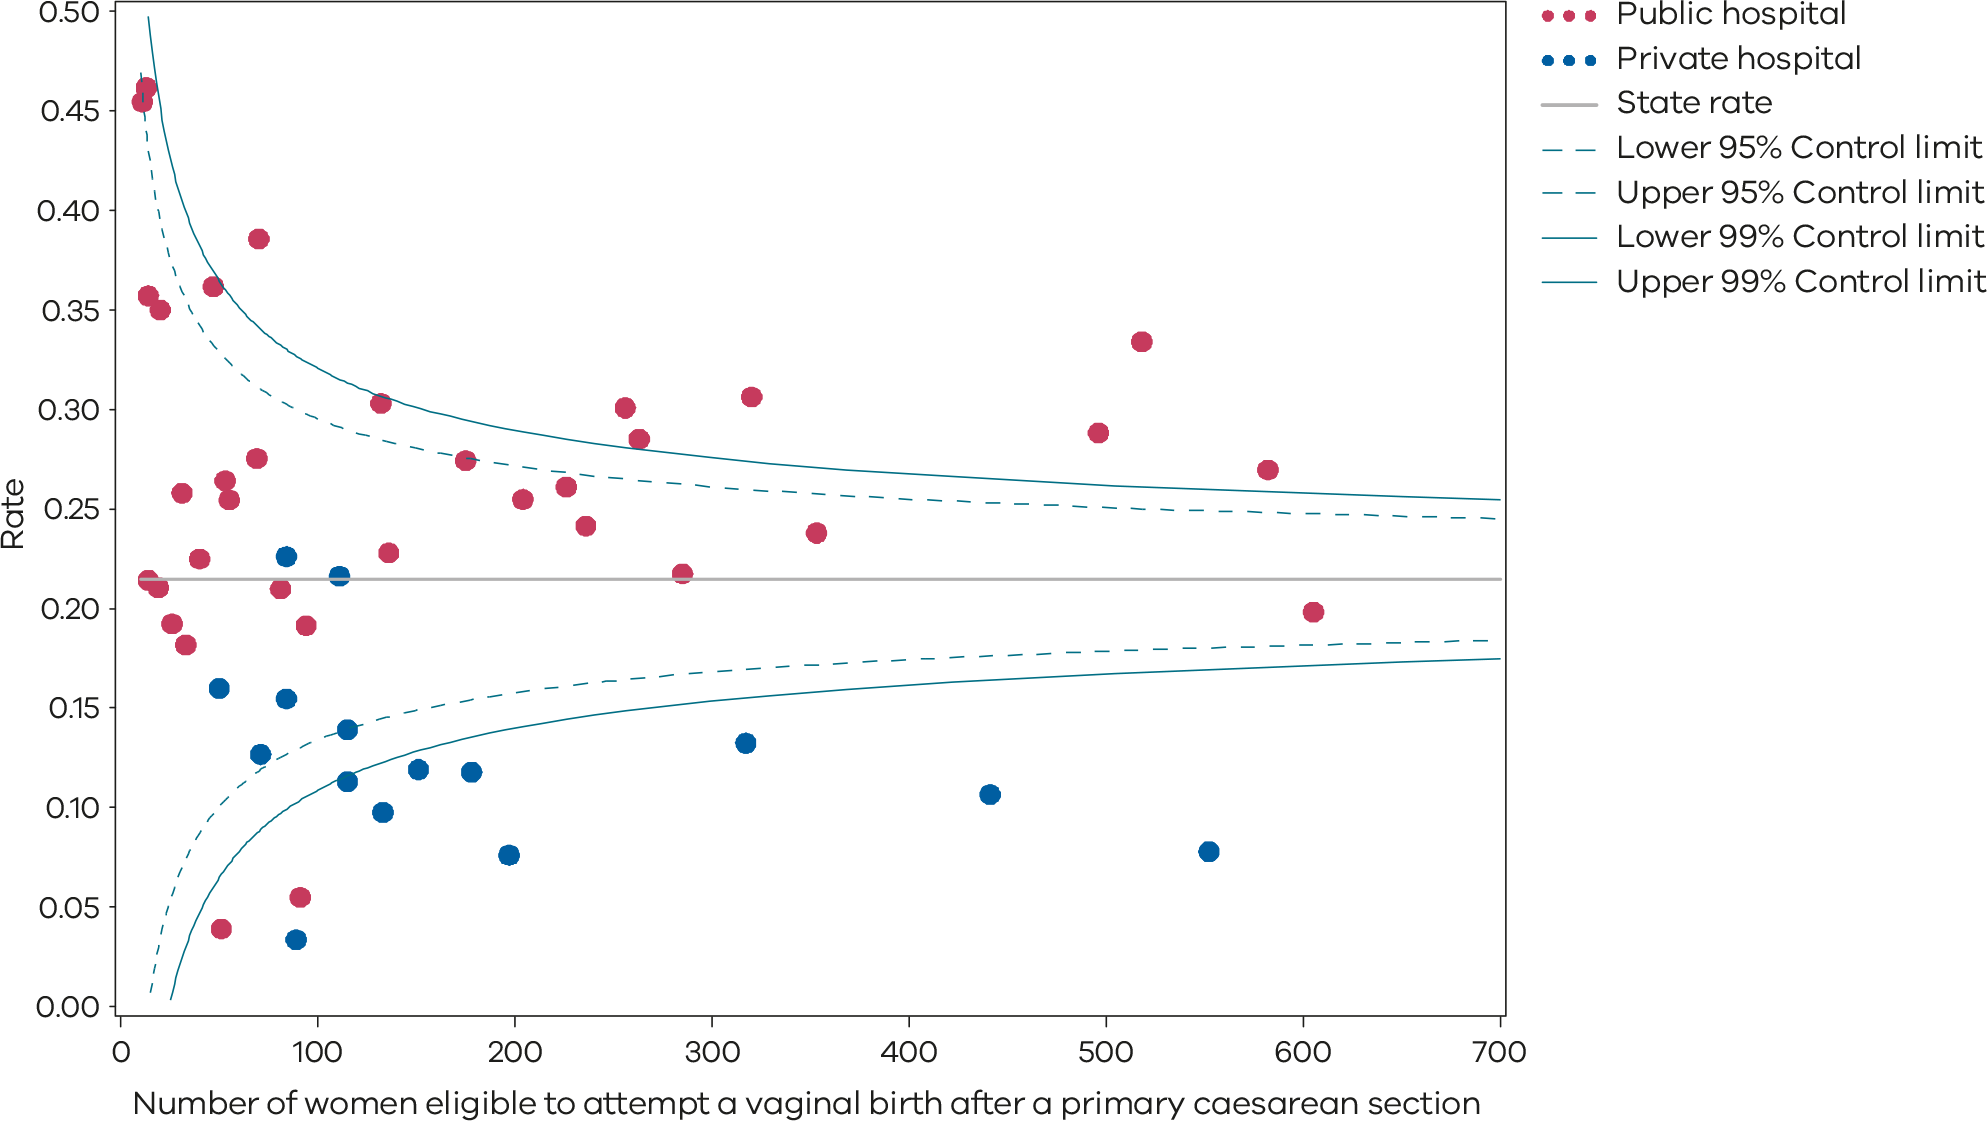 0.50
0.45
0.40
0.35
0.30
0.25
0.20
0.15
0.10
0.05
0.00
Rate
0 100 200 300 400 500 600 700
Number of women eligible to attempt a vaginal birth after a primary caesarean section
Public hospital
Private hospital
State rate
Lower 95% Control limit
Upper 95% Control limit
Lower 99% Control limit
Upper 99% Control limit